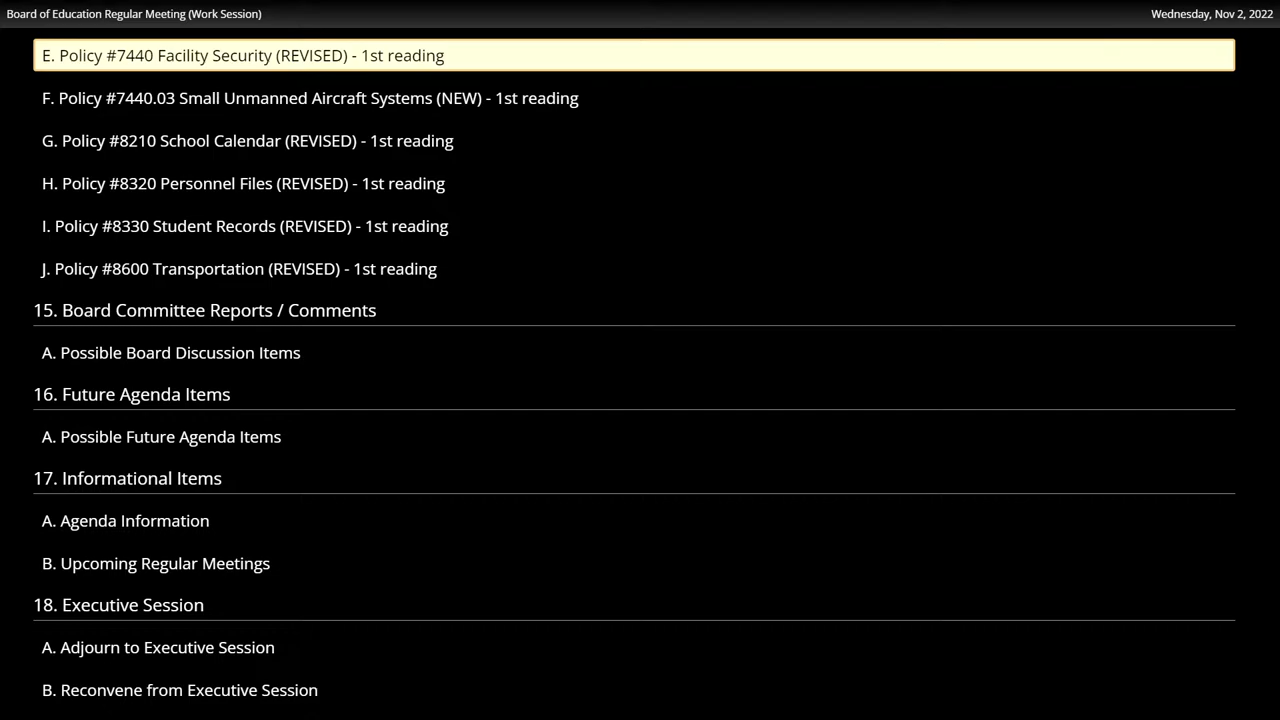 Board of Education Regular Meeting (Work Session)
Wednesday, Nov 2, 2022
E. Policy #7440 Facility Security (REVISED) - 1st reading
F. Policy #7440.03 Small Unmanned Aircraft Systems (NEW) - 1st reading
G. Policy #8210 School Calendar (REVISED) - 1st reading
H. Policy #8320 Personnel Files (REVISED) - 1st reading
I. Policy #8330 Student Records (REVISED) - 1st reading
J. Policy #8600 Transportation (REVISED) - 1st reading
15. Board Committee Reports / Comments
A. Possible Board Discussion Items
16. Future Agenda Items
A. Possible Future Agenda Items
17. Informational Items
A. Agenda Information
B. Upcoming Regular Meetings
18. Executive Session
A. Adjourn to Executive Session
B. Reconvene from Executive Session